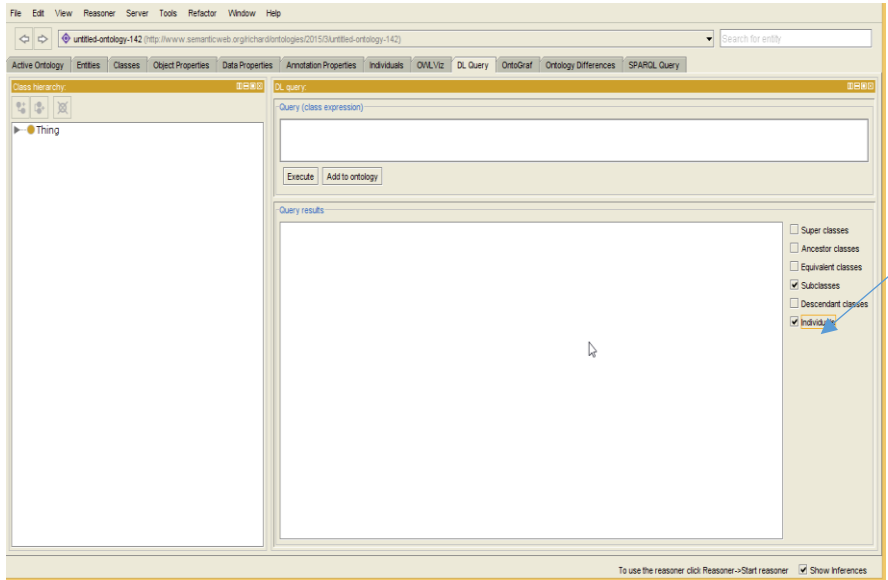 File Edit View Reasoner Server Tools Refactor Window Help
untitled-ontology-142 (http://www.semanticweb.org/richard/ontologies/2015/3/untitled-ontology-142)
Search for entity
Active Ontology Entities Classes Object Properties Data Properties Annotation Properties Individuals OWLViz DL Query OntoGraf Ontology Differences SPARQL Query
Class hierarchy:
Thing
DL query:
Query (class expression)
Execute Add to ontology
Query results
Super classes
Ancestor classes
Equivalent classes
Subclasses
Descendant classes
Individuals
To use the reasoner click Reasoner->Start reasoner Show Inferences